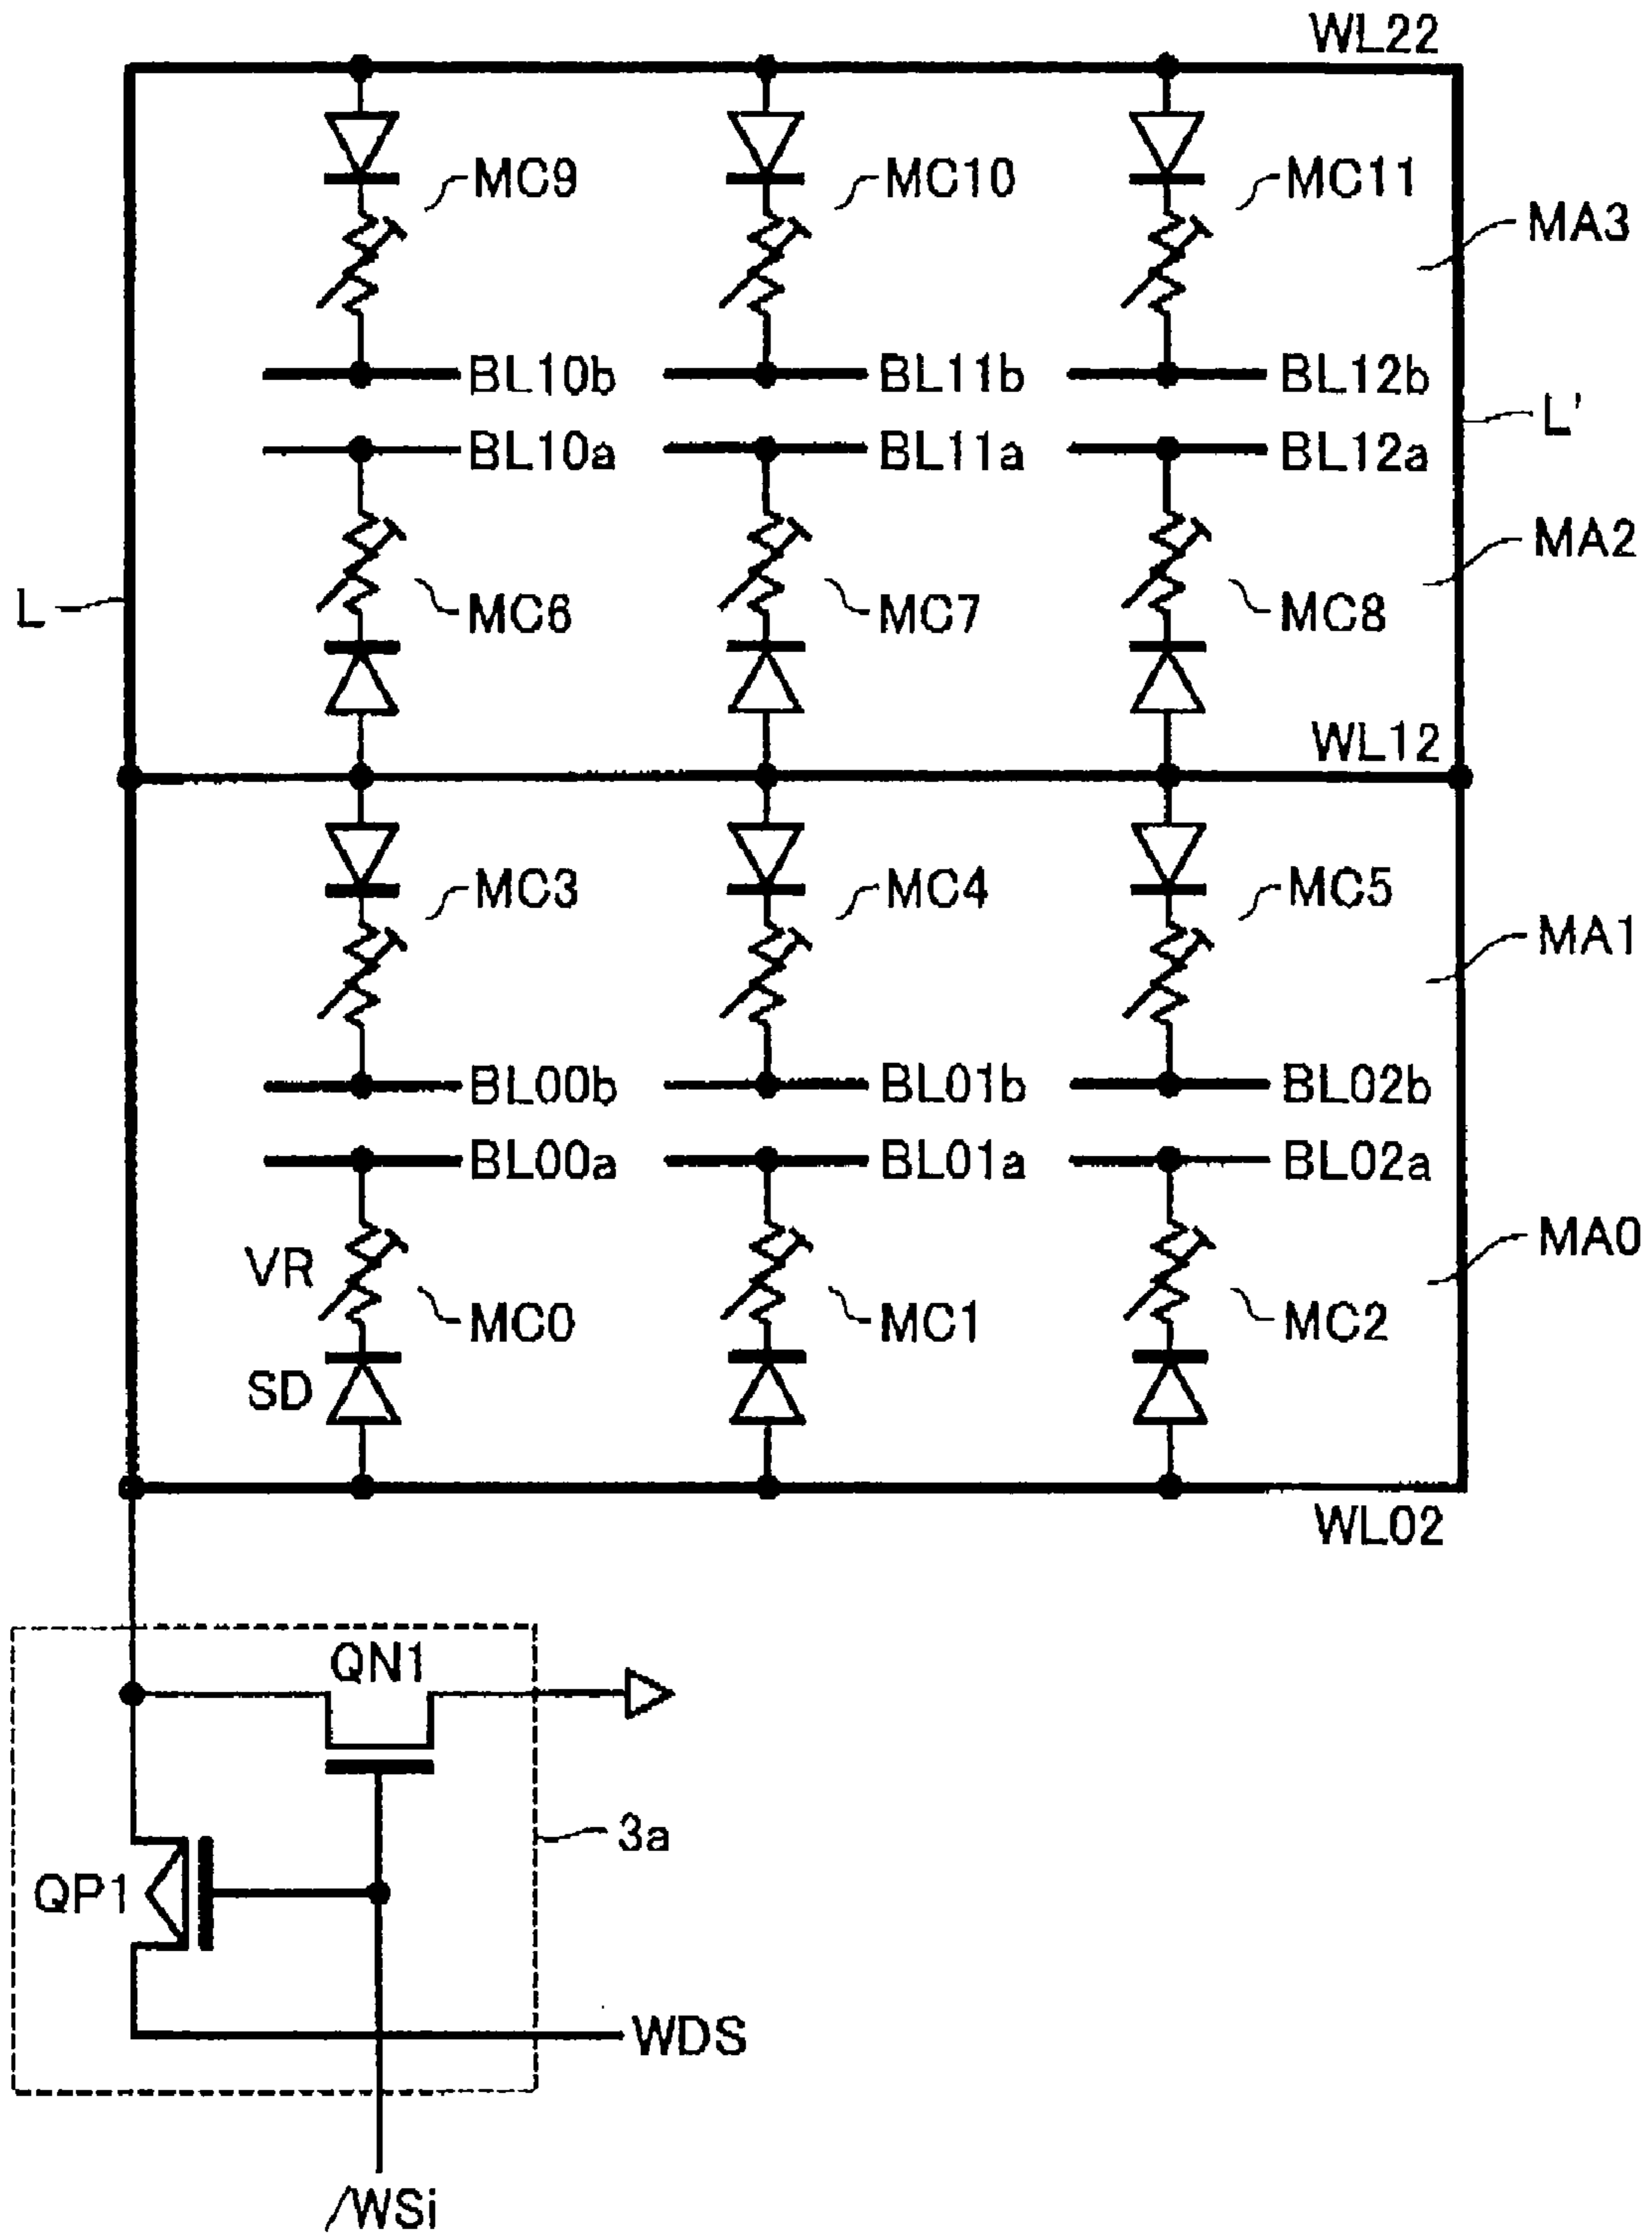 WL22
MC9 MC10 MC11
MA3
BL10b BL11b BL12b
L'
BL10a BL11a BL12a
MA2
L MC6 MC7 MC8
WL12
MC3 MC4 MC5
MA1
BL00b BL01b BL02b
BL00a BL01a BL02a
MA0
VR MC0 MC1 MC2
SD
WL02
QN1
3a
QP1
WDS
/WSi